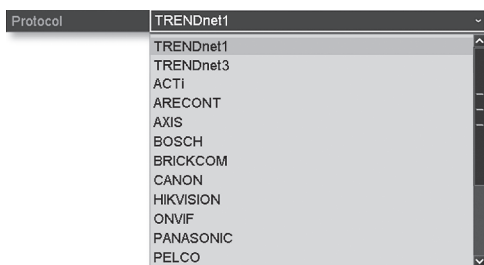 Protocol TRENDnet1
TRENDnet1
TRENDnet3
ACTi
ARECONT
AXIS
BOSCH
BRICKCOM
CANON
HIKVISION
ONVIF
PANASONIC
PELCO